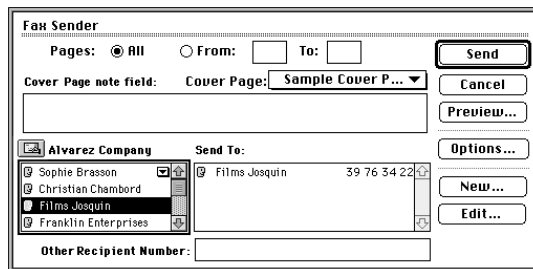 Fax Sender
Pages: All From: To:
Send
Cover Page note field: Cover Page: Sample Cover P...
Cancel
Preview...
Alvarez Company Send To:
Options...
Sophie Brasson Films Josquin 39 76 34 22
Christian Chambord
New...
Films Josquin
Franklin Enterprises
Edit...
Other Recipient Number: